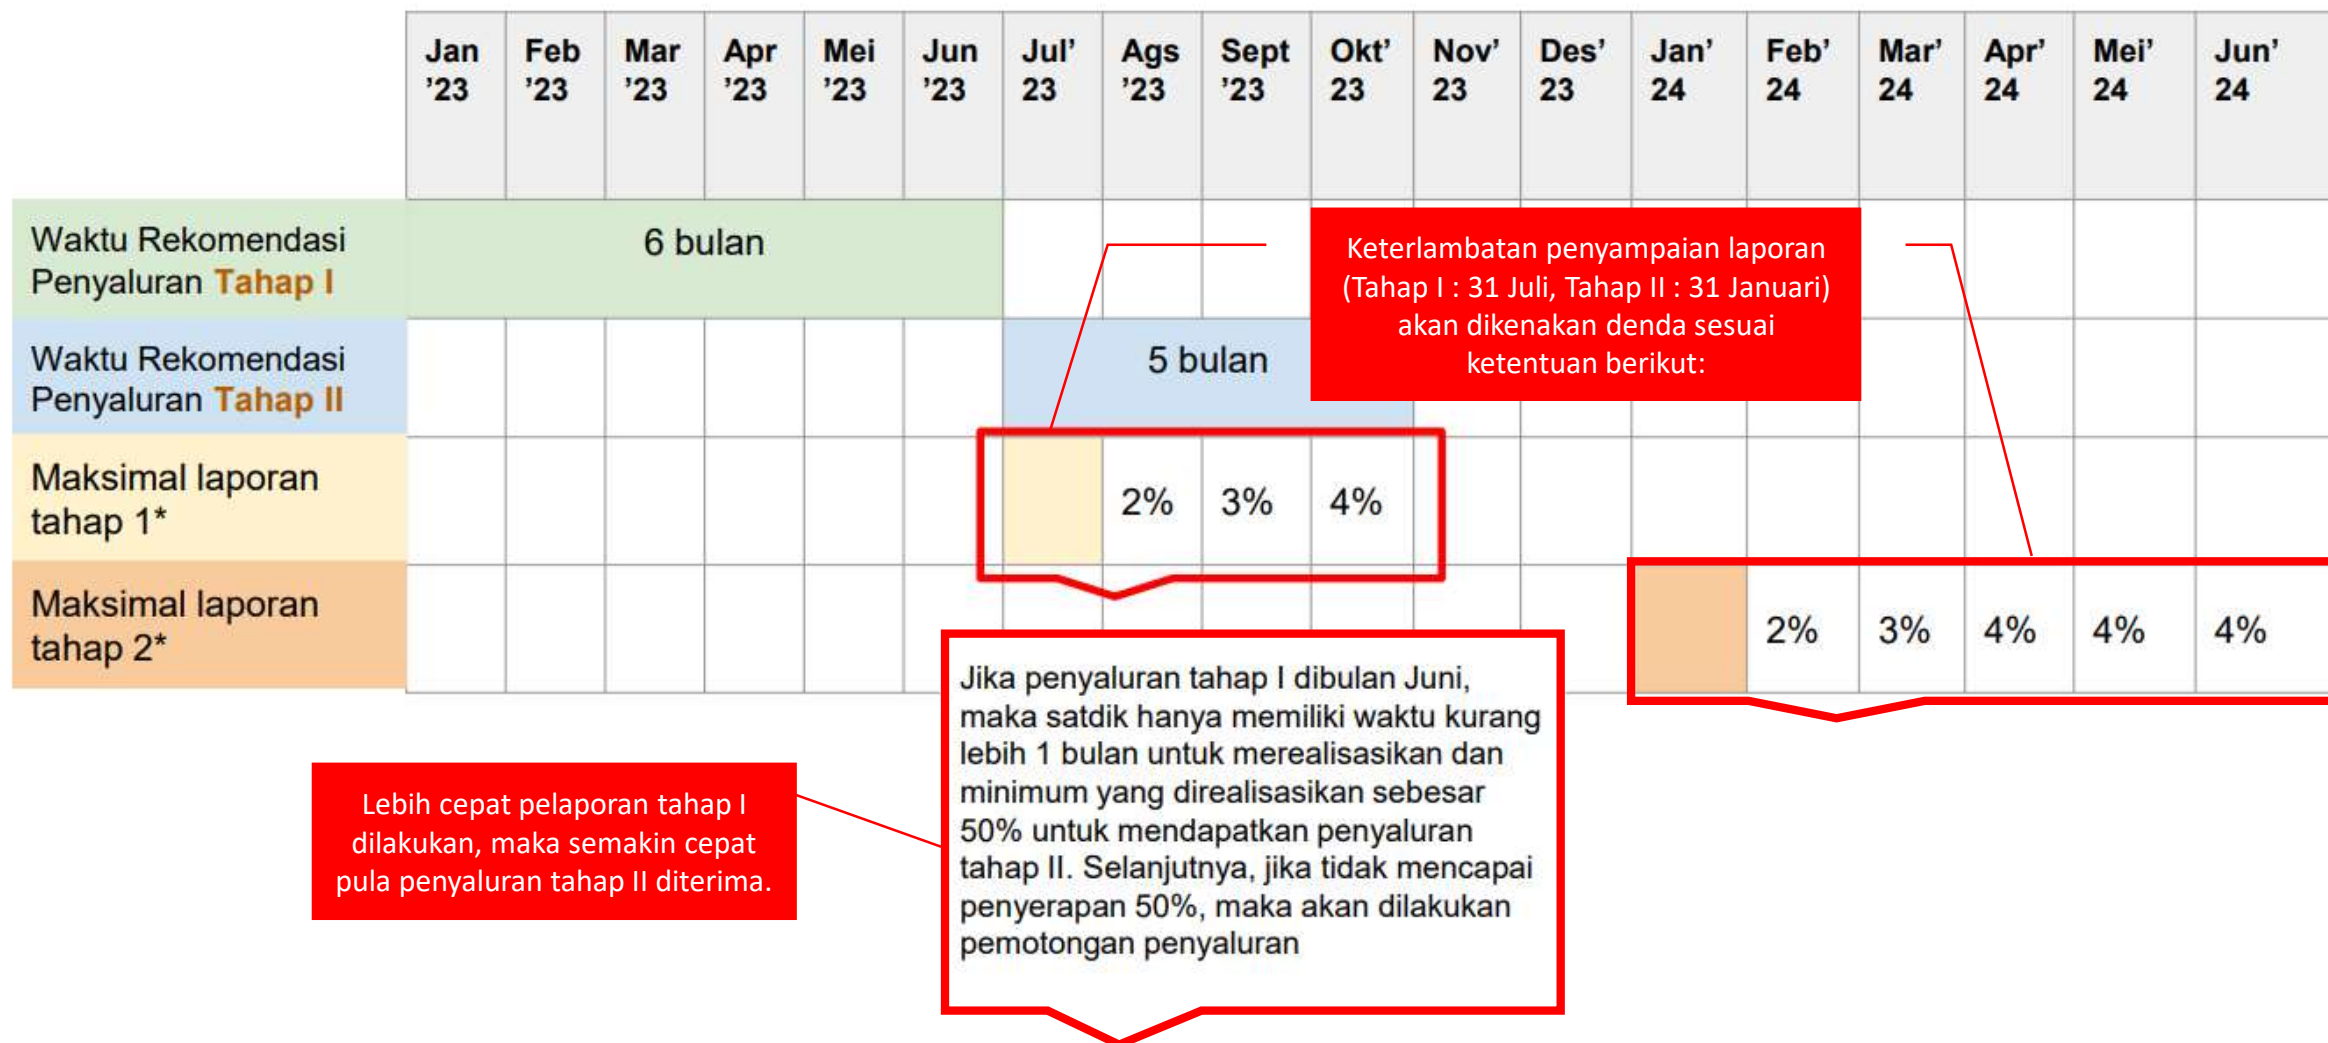 Jan '23 Feb '23 Mar '23 Apr '23 Mei '23 Jun '23 Jul' 23 Ags '23 Sept '23 Okt' 23 Nov' 23 Des' 23 Jan' 24 Feb' 24 Mar' 24 Apr' 24 Mei' 24 Jun' 24
Waktu Rekomendasi
Penyaluran Tahap I
6 bulan
Keterlambatan penyampaian laporan
(Tahap I : 31 Juli, Tahap II : 31 Januari)
akan dikenakan denda sesuai
ketentuan berikut:
Waktu Rekomendasi
Penyaluran Tahap II
5 bulan
Maksimal laporan
tahap 1*
2% 3% 4%
Maksimal laporan
tahap 2*
2% 3% 4% 4% 4%
Jika penyaluran tahap I dibulan Juni,
maka satdik hanya memiliki waktu kurang
lebih 1 bulan untuk merealisasikan dan
minimum yang direalisasikan sebesar
50% untuk mendapatkan penyaluran
tahap II. Selanjutnya, jika tidak mencapai
penyerapan 50%, maka akan dilakukan
pemotongan penyaluran
Lebih cepat pelaporan tahap I
dilakukan, maka semakin cepat
pula penyaluran tahap II diterima.